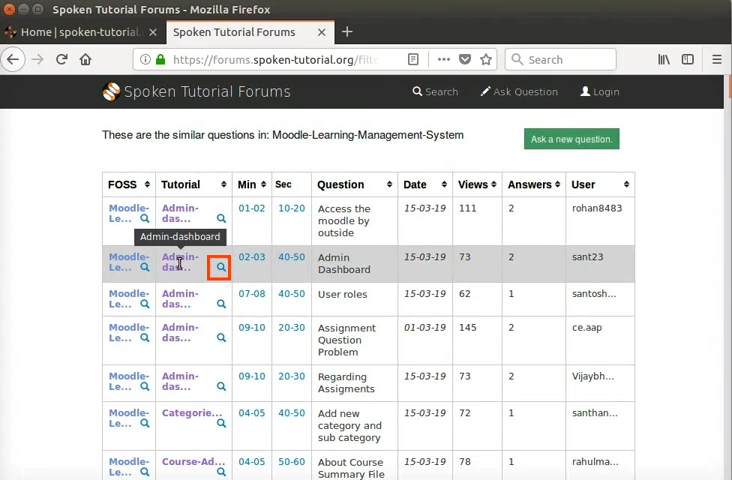 Spoken Tutorial Forums - Mozilla Firefox
Home | spoken-tutorial.
Spoken Tutorial Forums
https://forums.spoken-tutorial.org/filte
Search
Spoken Tutorial Forums
Search
Ask Question
Login
These are the similar questions in: Moodle-Learning-Management-System
Ask a new question.
FOSS Tutorial Min Sec Question Date Views Answers User
Moodle-Le... Admin-das... 01-02 10-20 Access the moodle by outside 15-03-19 111 2 rohan8483
Admin-dashboard
Moodle-Le... Admin-das... 02-03 40-50 Admin Dashboard 15-03-19 73 2 sant23
Moodle-Le... Admin-das... 07-08 40-50 User roles 15-03-19 62 1 santosh...
Moodle-Le... Admin-das... 09-10 20-30 Assignment Question Problem 01-03-19 145 2 ce.aap
Moodle-Le... Admin-das... 09-10 20-30 Regarding Assigments 15-03-19 73 2 Vijaybh...
Moodle-Le... Categorie... 04-05 40-50 Add new category and sub category 15-03-19 72 1 santhan...
Moodle-Le... Course-Ad... 04-05 50-60 About Course Summary File 15-03-19 78 1 rahulma...